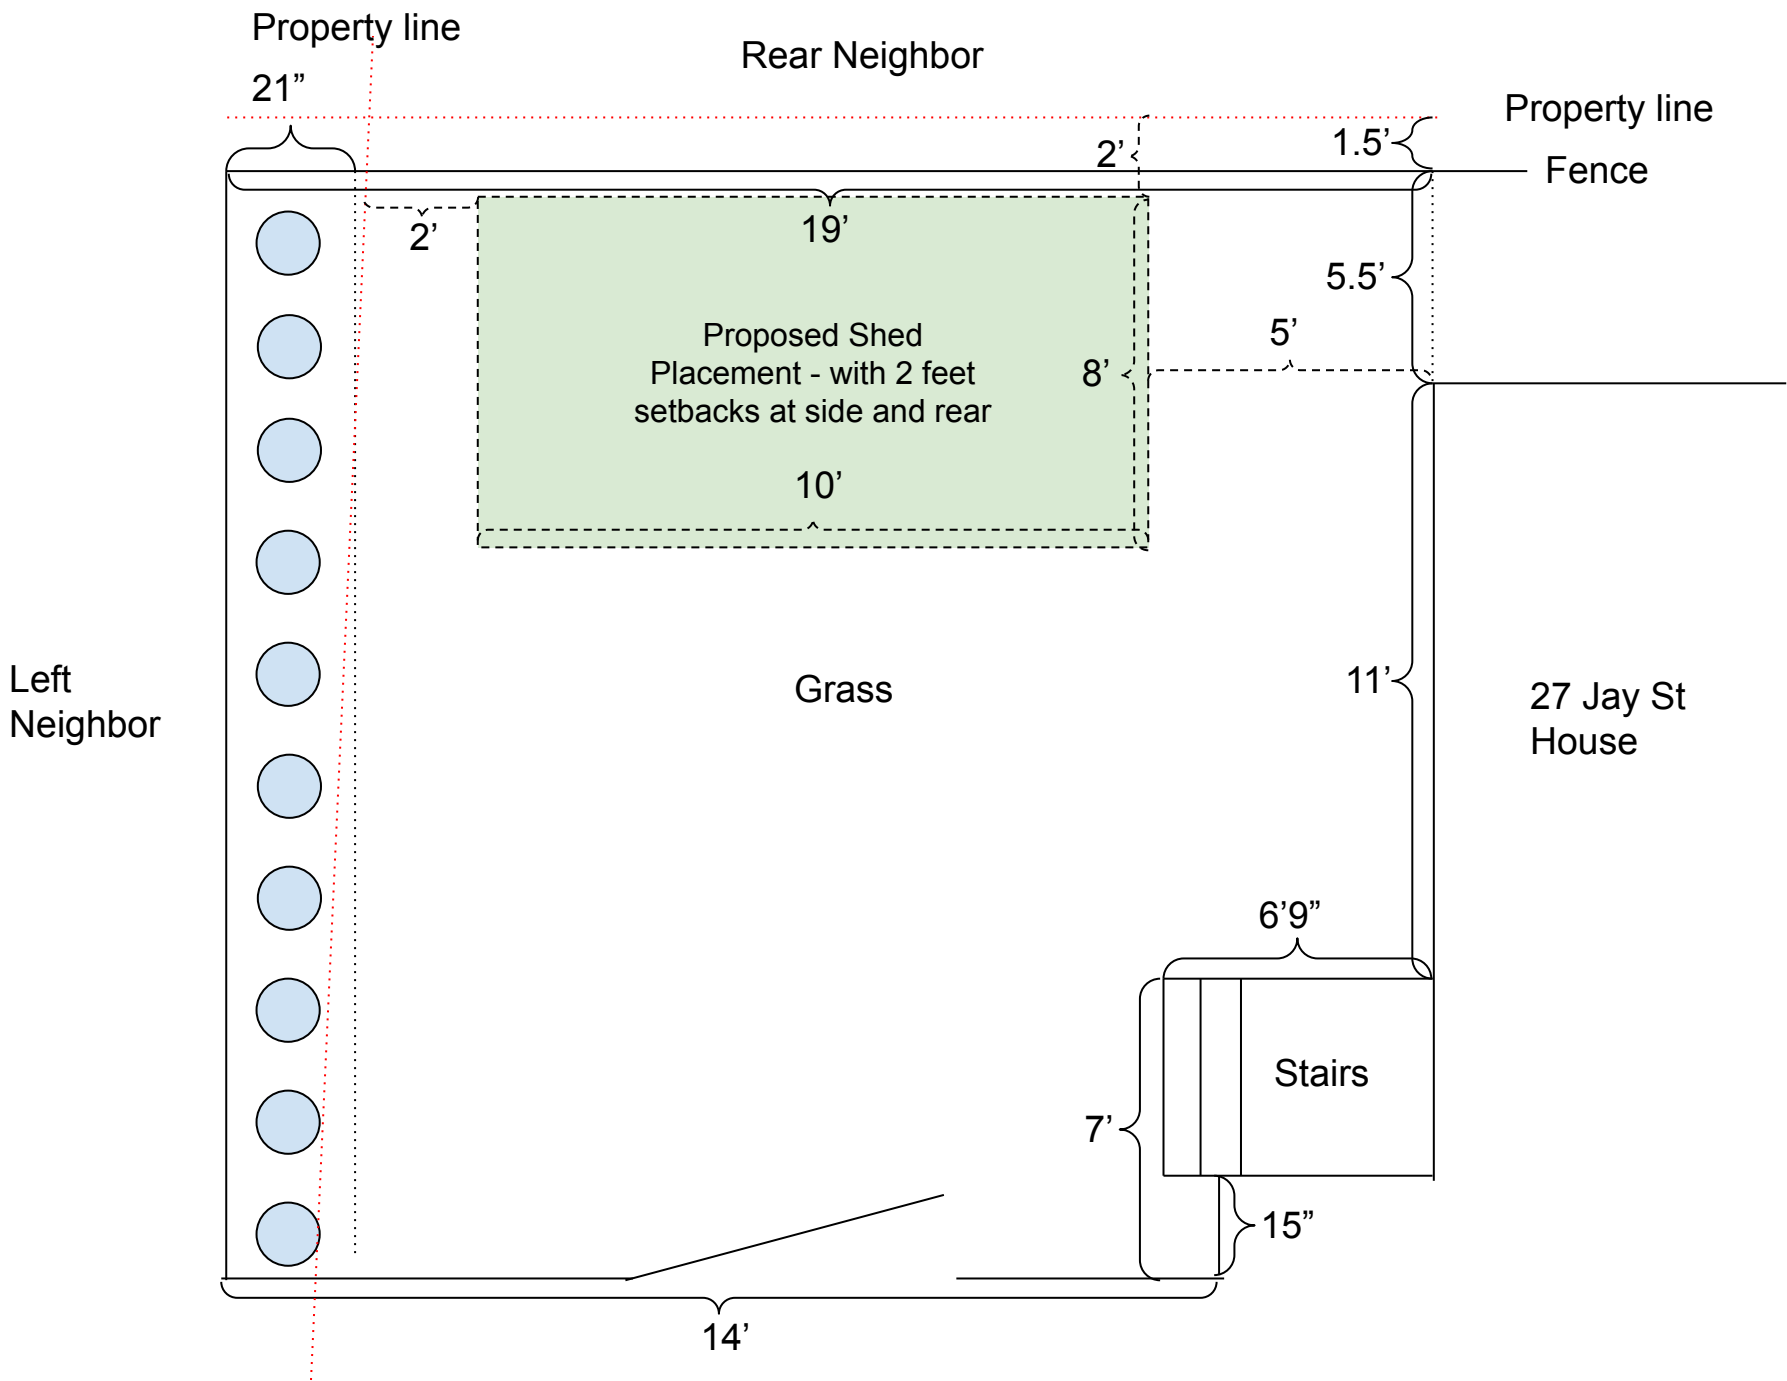 Property line
Rear Neighbor
21”
Property line
1.5’
2’
Fence
2’
19’
5.5’
Proposed Shed
Placement - with 2 feet
setbacks at side and rear
5’
8’
10’
Left
Neighbor
Grass
11’
27 Jay St
House
6’9”
Stairs
7’
15”
14’